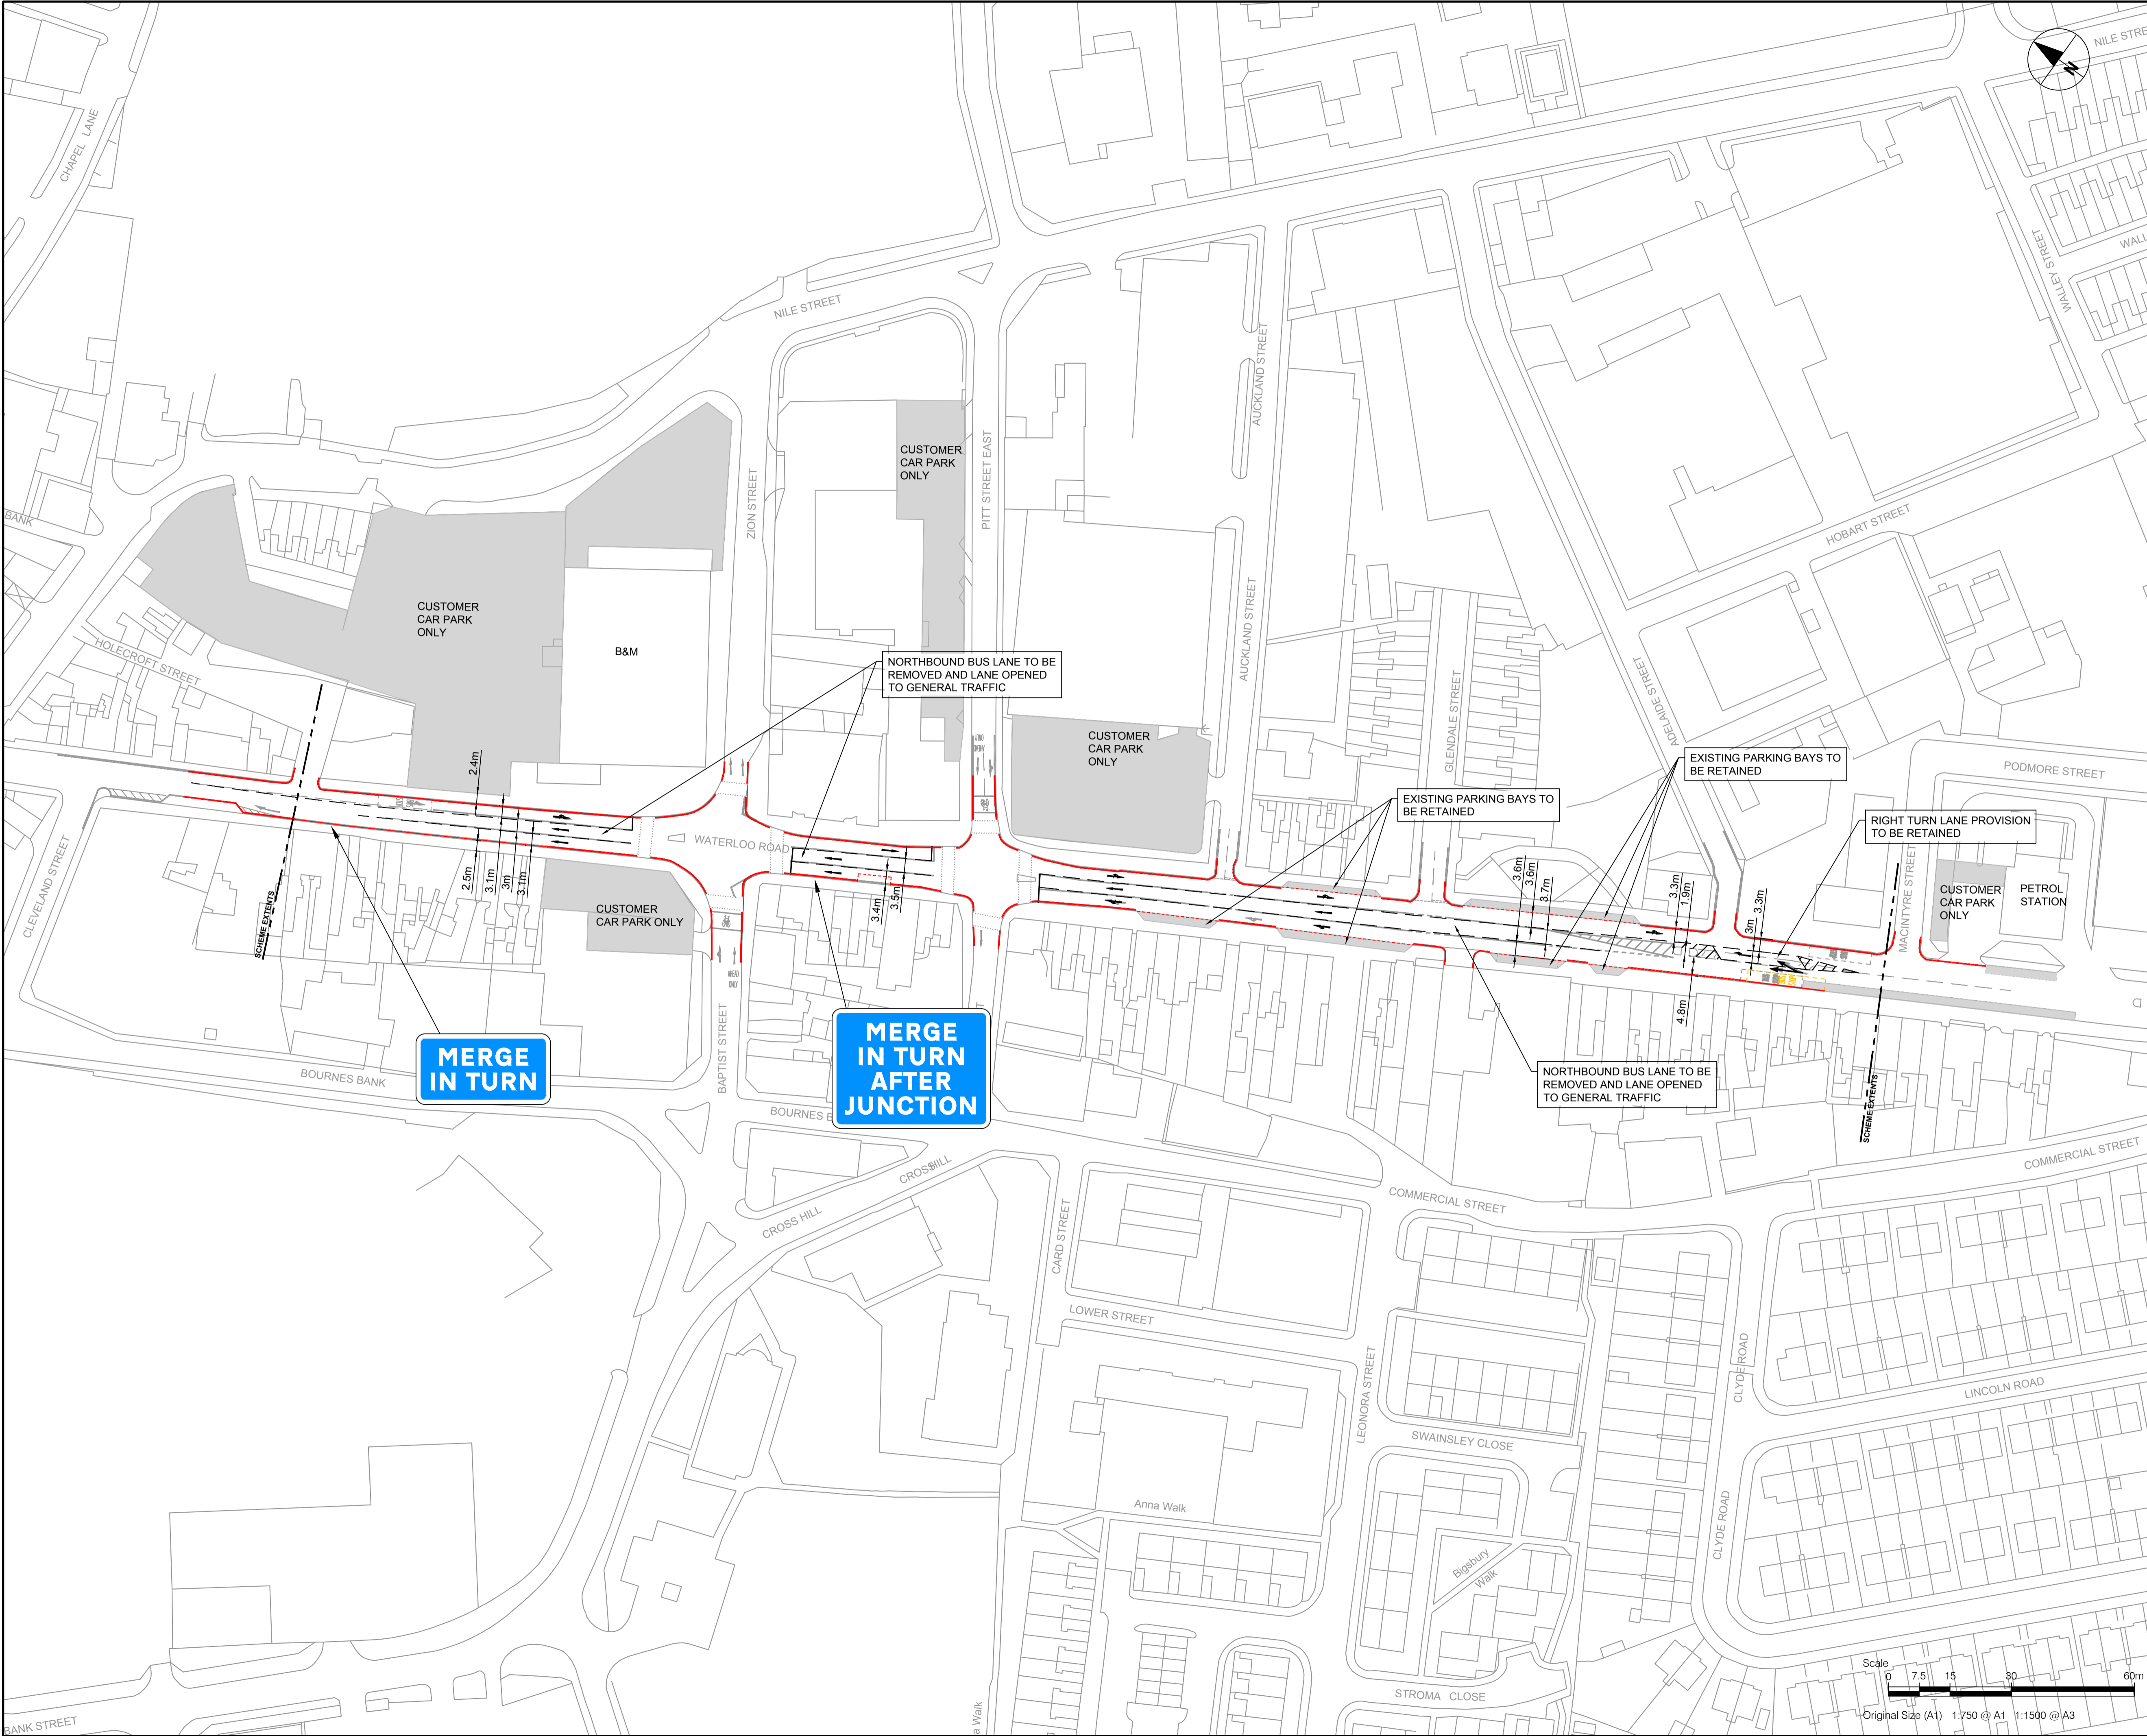 NILE STREE
N
CHAPEL LANE
WALLEY STREET
WALL
NILE STREET
AUCKLAND STREET
CUSTOMER
CAR PARK
ONLY
PITT STREET EAST
ZION STREET
BANK
HOBART STREET
CUSTOMER
CAR PARK
ONLY
B&M
HOLECROFT STREET
NORTHBOUND BUS LANE TO BE
REMOVED AND LANE OPENED
TO GENERAL TRAFFIC
AUCKLAND STREET
GLENDALE STREET
ADELAIDE STREET
CUSTOMER
CAR PARK
ONLY
EXISTING PARKING BAYS TO
BE RETAINED
PODMORE STREET
EXISTING PARKING BAYS TO
BE RETAINED
RIGHT TURN LANE PROVISION
TO BE RETAINED
2.4m
WATERLOO ROAD
CLEVELAND STREET
SCHEME EXTENTS
2.5m
3.1m
3m
3.1m
3.4m
3.5m
3.6m
3.6m
3.7m
3.3m
1.9m
3m
3.3m
4.8m
MACINTYRE STREET
CUSTOMER
CAR PARK
ONLY
PETROL
STATION
CUSTOMER
CAR PARK ONLY
AHEAD
ONLY
BAPTIST STREET
MERGE
IN TURN
MERGE
IN TURN
AFTER
JUNCTION
BOURNES BANK
BOURNES B
NORTHBOUND BUS LANE TO BE
REMOVED AND LANE OPENED
TO GENERAL TRAFFIC
SCHEME EXTENTS
CROSS HILL
CROSSHILL
COMMERCIAL STREET
COMMERCIAL STREET
CARD STREET
LOWER STREET
LEONORA STREET
SWAINSLEY CLOSE
CLYDE ROAD
LINCOLN ROAD
CLYDE ROAD
Anna Walk
Bigsbury
Walk
STROMA CLOSE
a Walk
BANK STREET
Scale
0 7.5 15 30 60m
Original Size (A1) 1:750 @ A1 1:1500 @ A3